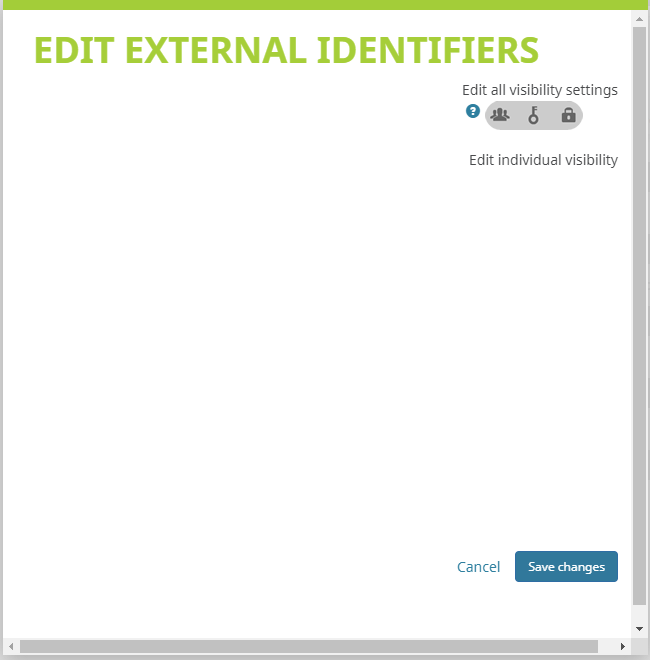 EDIT EXTERNAL IDENTIFIERS
Edit all visibility settings
?
Edit individual visibility
Cancel Save changes